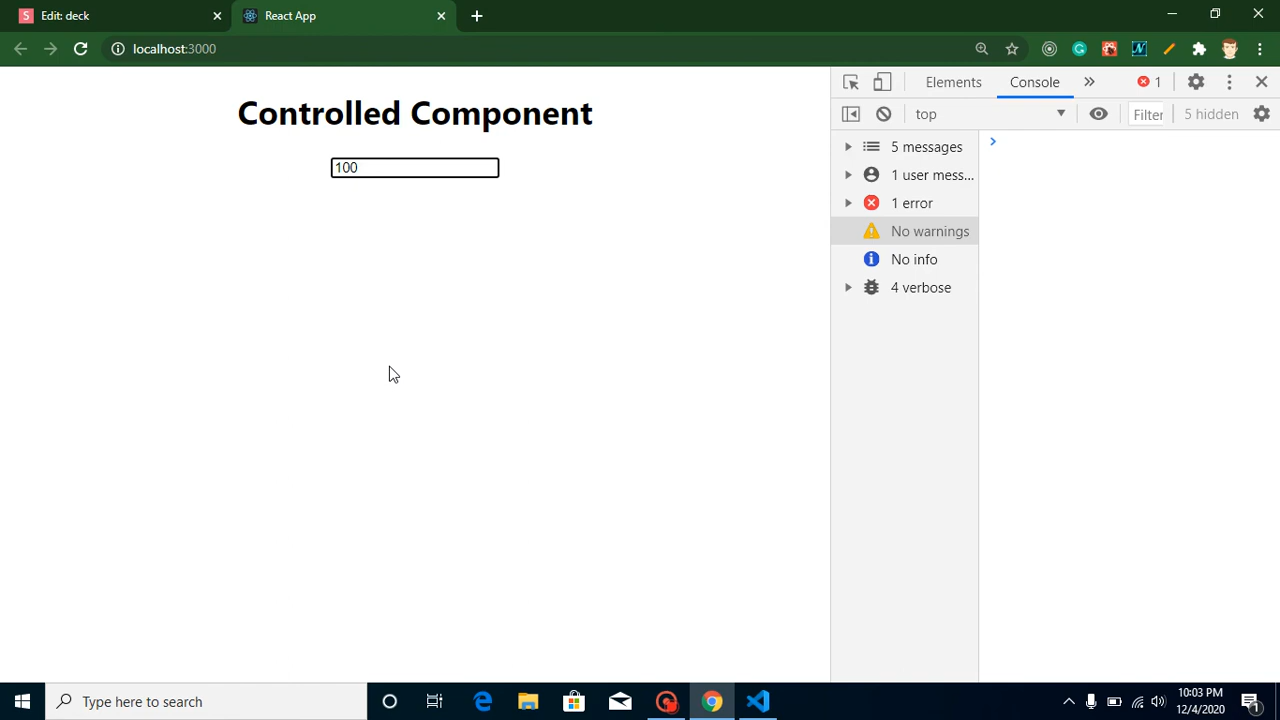 S Edit: deck
React App
localhost:3000
Elements Console 1
top Filter 5 hidden
Controlled Component
100
5 messages
1 user mess...
1 error
No warnings
No info
4 verbose
Type here to search
10:03 PM
12/4/2020
1